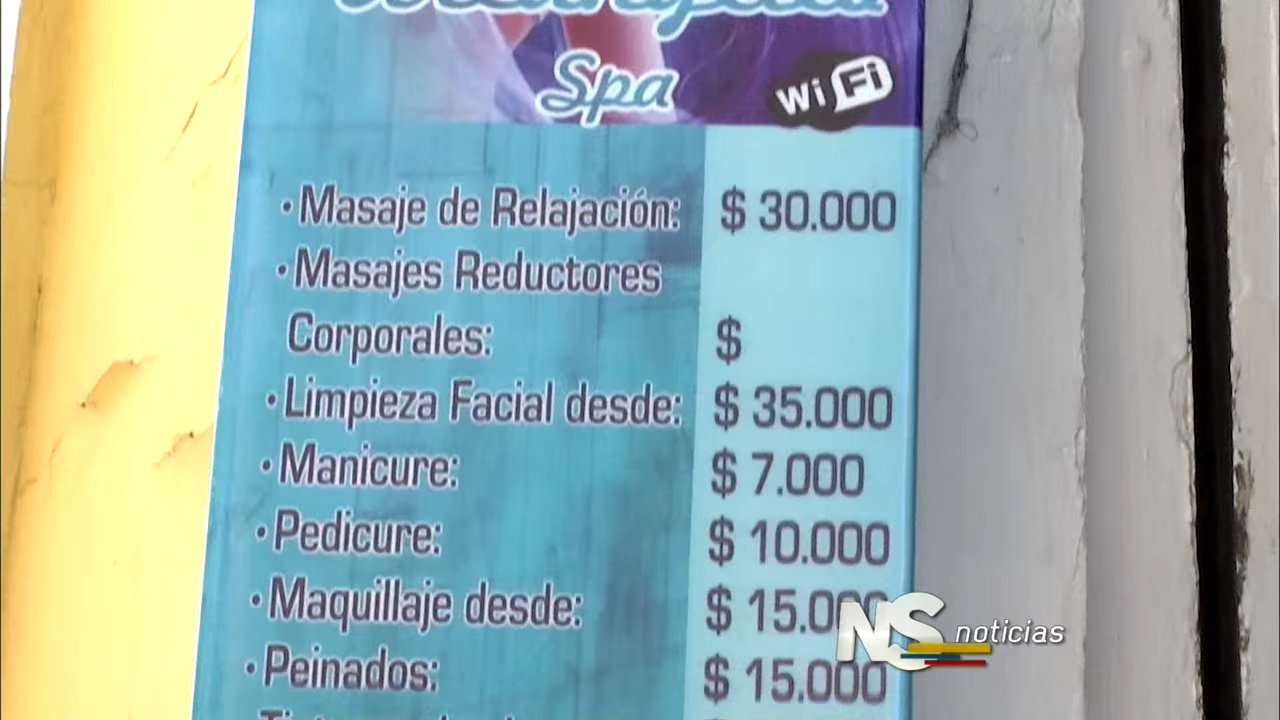 Spa
WiFi
• Masaje de Relajación: $ 30.000
• Masajes Reductores
Corporales: $
• Limpieza Facial desde: $ 35.000
• Manicure: $ 7.000
• Pedicure: $ 10.000
• Maquillaje desde: $ 15.000
• Peinados: $ 15.000
NS noticias